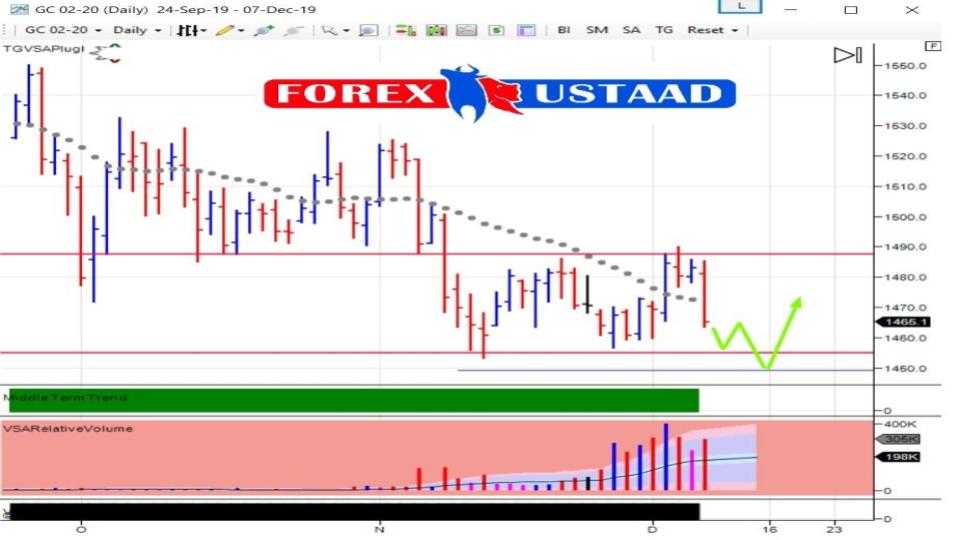 GC 02-20 (Daily) 24-Sep-19 - 07-Dec-19
L
GC 02-20 Daily BI SM SA TG Reset
TGVSAPlugI
F
FOREX USTAAD
1550.0
1540.0
1530.0
1520.0
1510.0
1500.0
1490.0
1480.0
1470.0
1465.1
1460.0
1450.0
Middle Term Trend
0
VSARelativeVolume
400K
305K
198K
0
0
O N D 16 23